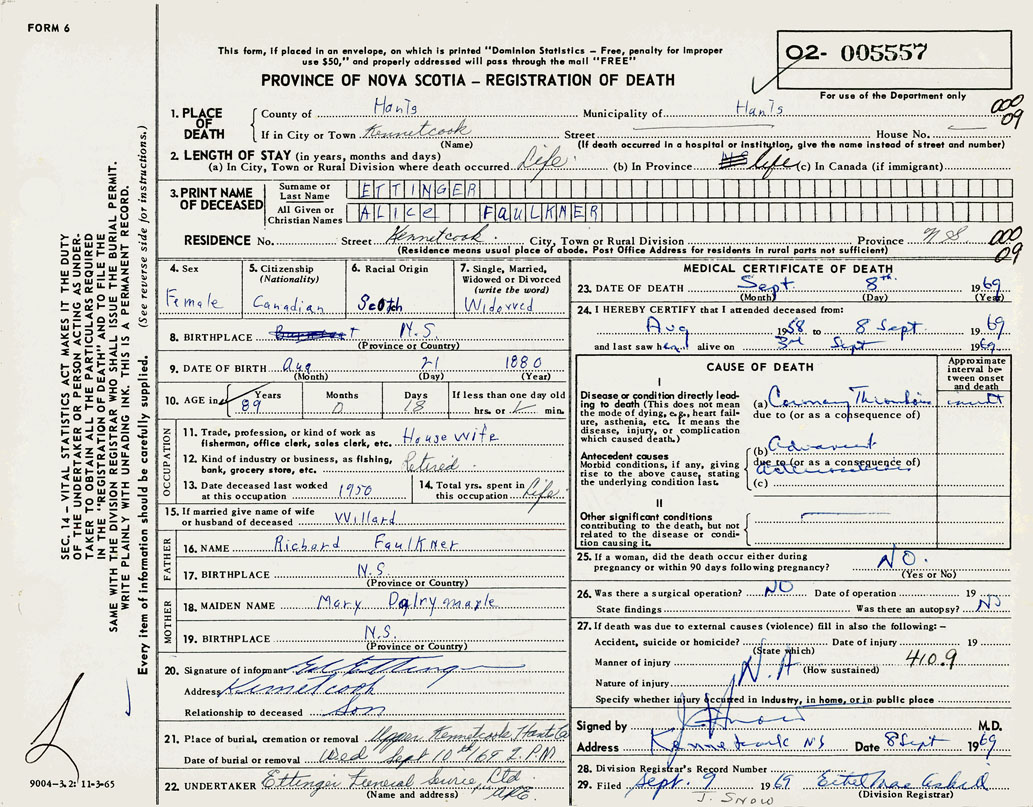 FORM 6
This form, if placed in an envelope, on which is printed "Dominion Statistics – Free, penalty for improper
use $50," and properly addressed will pass through the mail "FREE"
PROVINCE OF NOVA SCOTIA – REGISTRATION OF DEATH
02- 005557
For use of the Department only
1. PLACE OF DEATH
County of Hants Municipality of Hants
000
09
If in City or Town Kennetcook Street House No.
(Name) (If death occurred in a hospital or institution, give the name instead of street and number)
2. LENGTH OF STAY (in years, months and days)
(a) In City, Town or Rural Division where death occurred Life (b) In Province life (c) In Canada (if immigrant)
3. PRINT NAME OF DECEASED
Surname or Last Name ETTINGER
All Given or Christian Names ALICE FAULKNER
RESIDENCE No. Street Kennetcook City, Town or Rural Division Province N S
000
09
(Residence means usual place of abode. Post Office Address for residents in rural parts not sufficient)
4. Sex
Female
5. Citizenship
(Nationality)
Canadian
6. Racial Origin
Scotch
7. Single, Married,
Widowed or Divorced
(write the word)
Widowed
8. BIRTHPLACE N.S.
(Province or Country)
9. DATE OF BIRTH Aug 21 1880
(Month) (Day) (Year)
10. AGE in
Years Months Days If less than one day old
89 0 18 hrs. or min.
OCCUPATION
11. Trade, profession, or kind of work as
fisherman, office clerk, sales clerk, etc. House Wife
12. Kind of industry or business, as fishing,
bank, grocery store, etc. Retired
13. Date deceased last worked
at this occupation 1950
14. Total yrs. spent in
this occupation Life
15. If married give name of wife
or husband of deceased Willard
FATHER
16. NAME Richard Faulkner
17. BIRTHPLACE N.S.
(Province or Country)
MOTHER
18. MAIDEN NAME Mary Dalrymaple
19. BIRTHPLACE N.S.
(Province or Country)
20. Signature of informant Ettinger
Address Kennetcook
Relationship to deceased Son
21. Place of burial, cremation or removal Upper Kennetcook Hants Co
Date of burial or removal Wed Sept 10th 69 2 P.M
22. UNDERTAKER Ettinger Funeral Service Ltd
(Name and address)
MEDICAL CERTIFICATE OF DEATH
23. DATE OF DEATH Sept 8th 1969
(Month) (Day) (Year)
24. I HEREBY CERTIFY that I attended deceased from:
Aug 1958 to 8 Sept. 1969
and last saw her alive on 3rd Sept 1969
CAUSE OF DEATH
Approximate
interval be-
tween onset
and death
I
Disease or condition directly lead-
ing to death (This does not mean
the mode of dying, e.g., heart fail-
ure, asthenia, etc. It means the
disease, injury, or complication
which caused death.)
(a) Coronary Thrombosis
due to (or as a consequence of)
Antecedent causes
Morbid conditions, if any, giving
rise to the above cause, stating
the underlying condition last.
(b) Advanced
due to (or as a consequence of)
(c)
II
Other significant conditions
contributing to the death, but not
related to the disease or condi-
tion causing it.
25. If a woman, did the death occur either during
pregnancy or within 90 days following pregnancy? NO.
(Yes or No)
26. Was there a surgical operation? NO Date of operation 19
State findings Was there an autopsy? No
27. If death was due to external causes (violence) fill in also the following: –
Accident, suicide or homicide? Date of injury 19
(State which)
Manner of injury N.A 410.9
(How sustained)
Nature of injury
Specify whether injury occurred in Industry, in home, or in public place
Signed by J Snow M.D.
Address Kennetcook NS Date 8 Sept 1969
28. Division Registrar's Record Number
29. Filed Sept. 9 1969
(Division Registrar)
J. SNOW
SEC. 14 – VITAL STATISTICS ACT MAKES IT THE DUTY
OF THE UNDERTAKER OR PERSON ACTING AS UNDER-
TAKER TO OBTAIN ALL THE PARTICULARS REQUIRED
IN THE "REGISTRATION OF DEATH" AND TO FILE THE
SAME WITH THE DIVISION REGISTRAR WHO SHALL ISSUE THE BURIAL PERMIT.
WRITE PLAINLY WITH UNFADING INK. THIS IS A PERMANENT RECORD.
Every item of information should be carefully supplied. (See reverse side for instructions.)
9004-3.2: 11-3-65